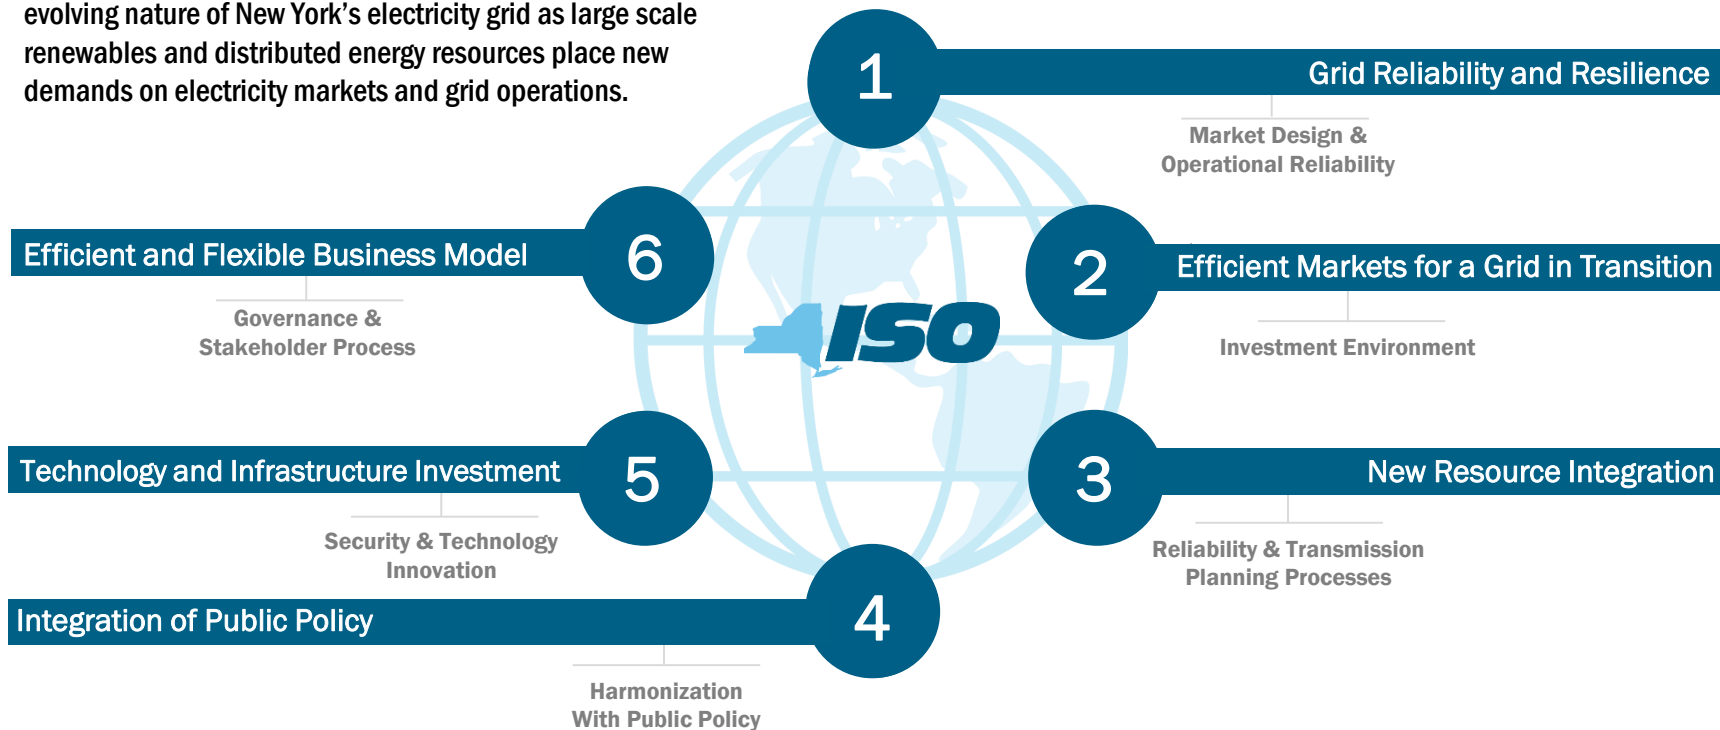 evolving nature of New York's electricity grid as large scale
renewables and distributed energy resources place new
demands on electricity markets and grid operations.
1
Grid Reliability and Resilience
Market Design &
Operational Reliability
2
Efficient Markets for a Grid in Transition
Investment Environment
3
New Resource Integration
Reliability & Transmission
Planning Processes
4
Integration of Public Policy
Harmonization
With Public Policy
5
Technology and Infrastructure Investment
Security & Technology
Innovation
6
Efficient and Flexible Business Model
Governance &
Stakeholder Process
ISO